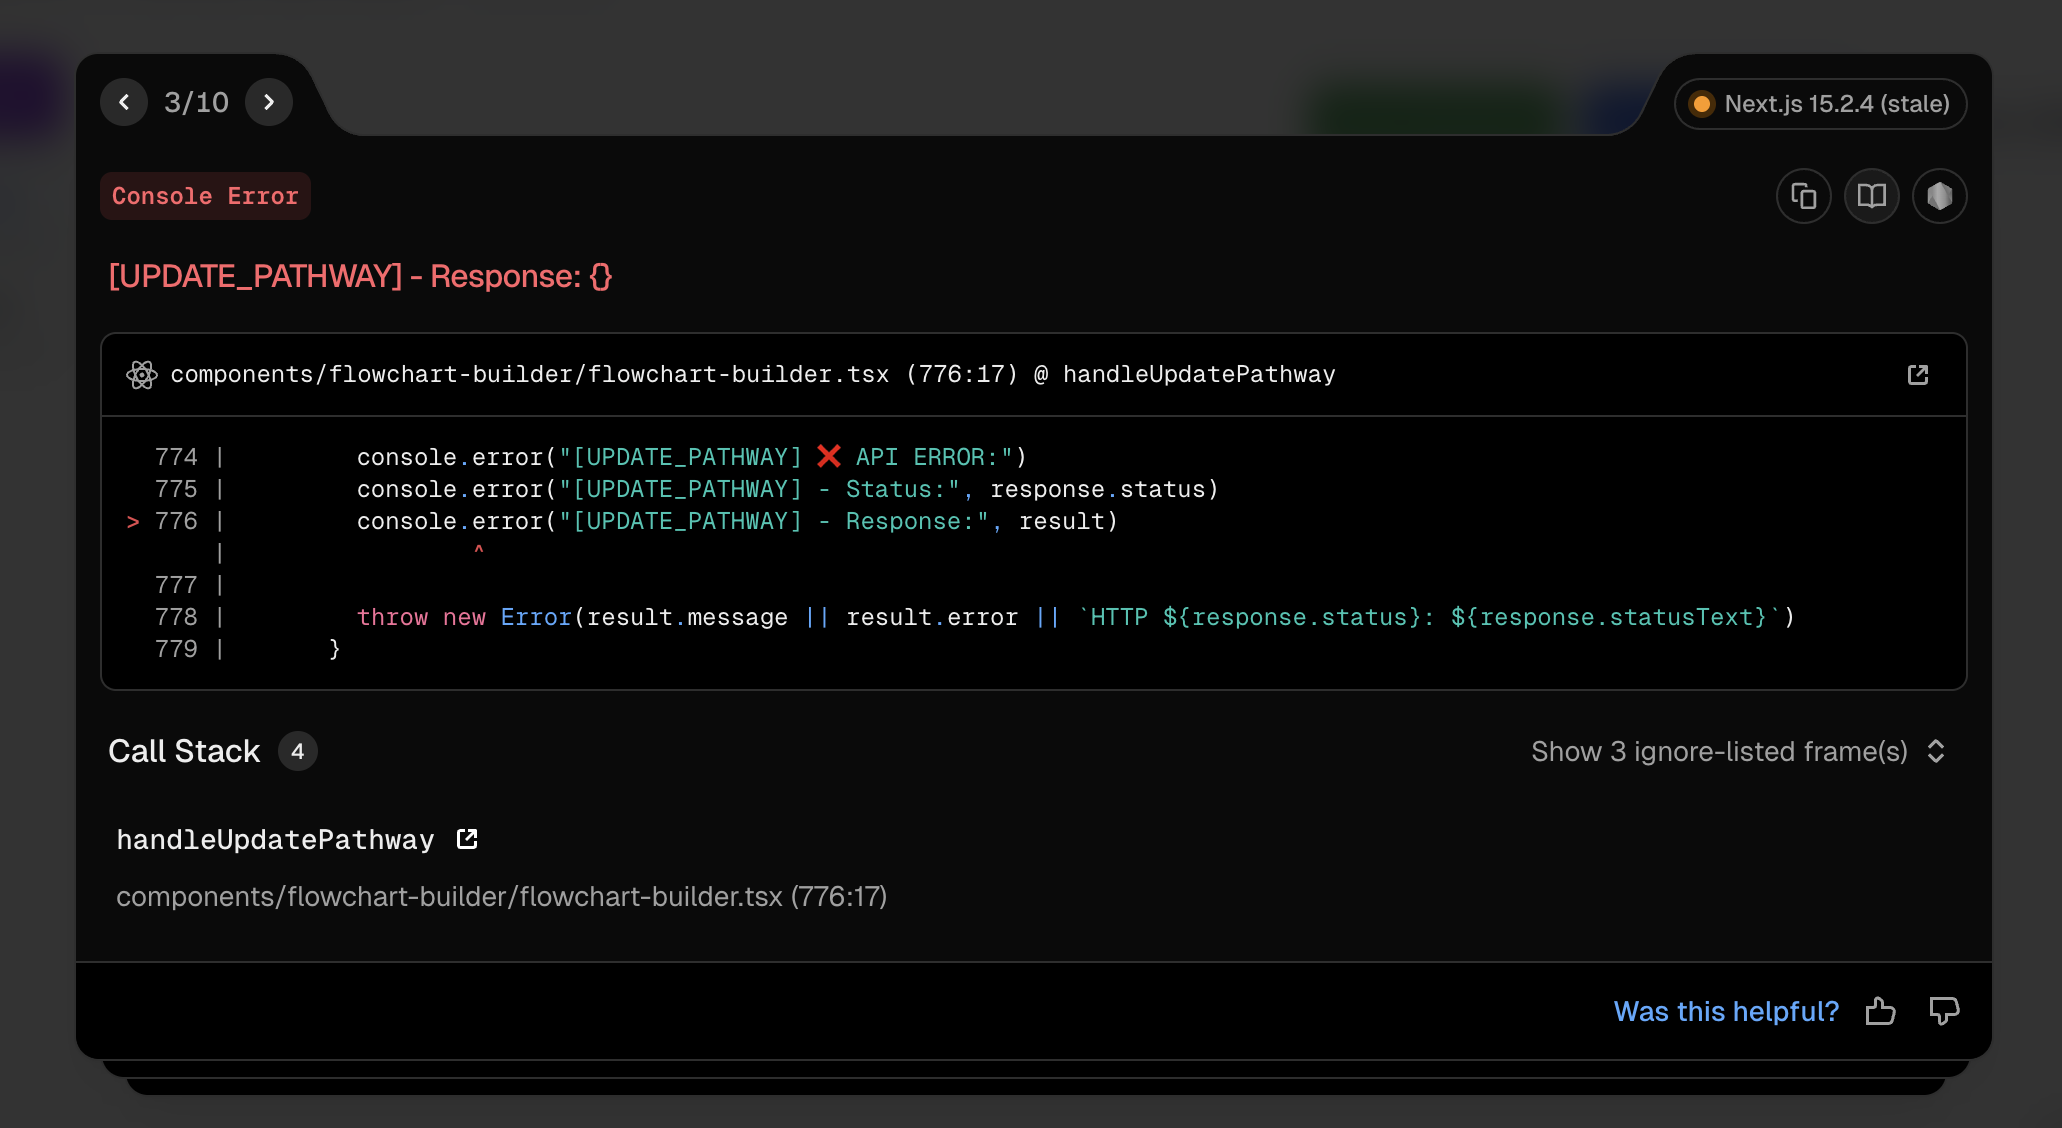 3/10
Next.js 15.2.4 (stale)
Console Error
[UPDATE_PATHWAY] - Response: {}
components/flowchart-builder/flowchart-builder.tsx (776:17) @ handleUpdatePathway
774 |         console.error("[UPDATE_PATHWAY] ❌ API ERROR:")
775 |         console.error("[UPDATE_PATHWAY] - Status:", response.status)
> 776 |         console.error("[UPDATE_PATHWAY] - Response:", result)
|                 ^
777 |
778 |         throw new Error(result.message || result.error || `HTTP ${response.status}: ${response.statusText}`)
779 |       }
Call Stack 4
Show 3 ignore-listed frame(s)
handleUpdatePathway
components/flowchart-builder/flowchart-builder.tsx (776:17)
Was this helpful?